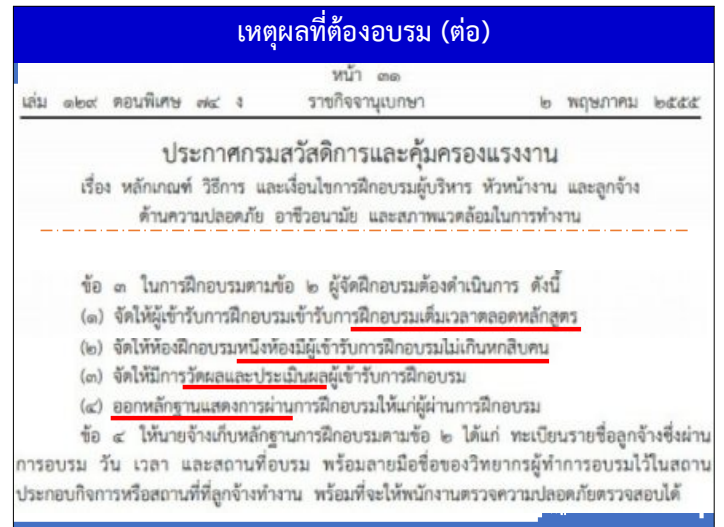 เหตุผลที่ต้องอบรม (ต่อ)
หน้า ๓๑
เล่ม ๑๒๙ ตอนพิเศษ ๗๔ ง ราชกิจจานุเบกษา ๒ พฤษภาคม ๒๕๕๕
ประกาศกรมสวัสดิการและคุ้มครองแรงงาน
เรื่อง หลักเกณฑ์ วิธีการ และเงื่อนไขการฝึกอบรมผู้บริหาร หัวหน้างาน และลูกจ้าง
ด้านความปลอดภัย อาชีวอนามัย และสภาพแวดล้อมในการทำงาน
ข้อ ๓ ในการฝึกอบรมตามข้อ ๒ ผู้จัดฝึกอบรมต้องดำเนินการ ดังนี้
(๑) จัดให้ผู้เข้ารับการฝึกอบรมเข้ารับการฝึกอบรมเต็มเวลาตลอดหลักสูตร
(๒) จัดให้ห้องฝึกอบรมหนึ่งห้องมีผู้เข้ารับการฝึกอบรมไม่เกินหกสิบคน
(๓) จัดให้มีการวัดผลและประเมินผลผู้เข้ารับการฝึกอบรม
(๔) ออกหลักฐานแสดงการผ่านการฝึกอบรมให้แก่ผู้ผ่านการฝึกอบรม
ข้อ ๔ ให้นายจ้างเก็บหลักฐานการฝึกอบรมตามข้อ ๒ ได้แก่ ทะเบียนรายชื่อลูกจ้างซึ่งผ่าน
การอบรม วัน เวลา และสถานที่อบรม พร้อมลายมือชื่อของวิทยากรผู้ทำการอบรมไว้ในสถาน
ประกอบกิจการหรือสถานที่ที่ลูกจ้างทำงาน พร้อมที่จะให้พนักงานตรวจความปลอดภัยตรวจสอบได้